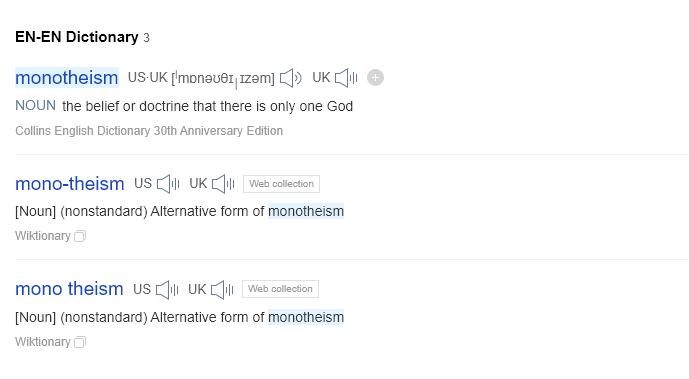 EN-EN Dictionary 3
monotheism US·UK [ˈmɒnəʊθɪˌɪzəm] UK
NOUN the belief or doctrine that there is only one God
Collins English Dictionary 30th Anniversary Edition
mono-theism US UK Web collection
[Noun] (nonstandard) Alternative form of monotheism
Wiktionary
mono theism US UK Web collection
[Noun] (nonstandard) Alternative form of monotheism
Wiktionary